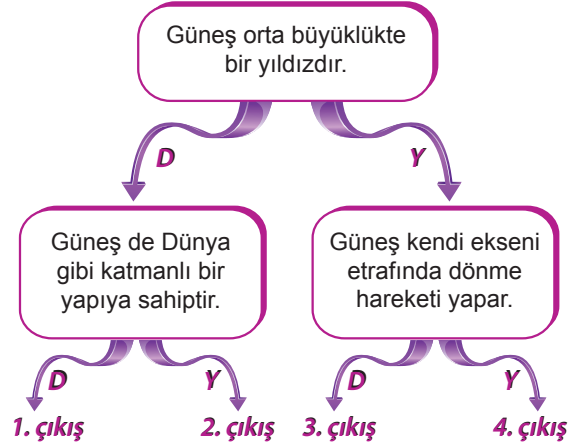 Güneş orta büyüklükte
bir yıldızdır.
D
Y
Güneş de Dünya
gibi katmanlı bir
yapıya sahiptir.
Güneş kendi ekseni
etrafında dönme
hareketi yapar.
D
Y
D
Y
1. çıkış
2. çıkış
3. çıkış
4. çıkış